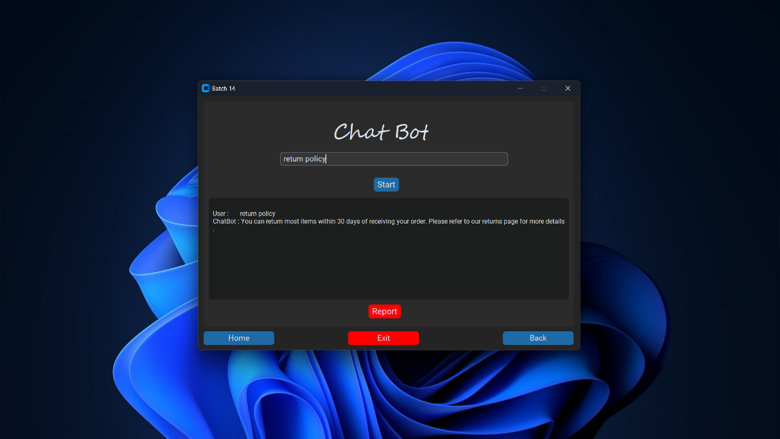 Batch 14
Chat Bot
return policy
Start
User : return policy
ChatBot : You can return most items within 30 days of receiving your order. Please refer to our returns page for more details
.
Report
Home Exit Back